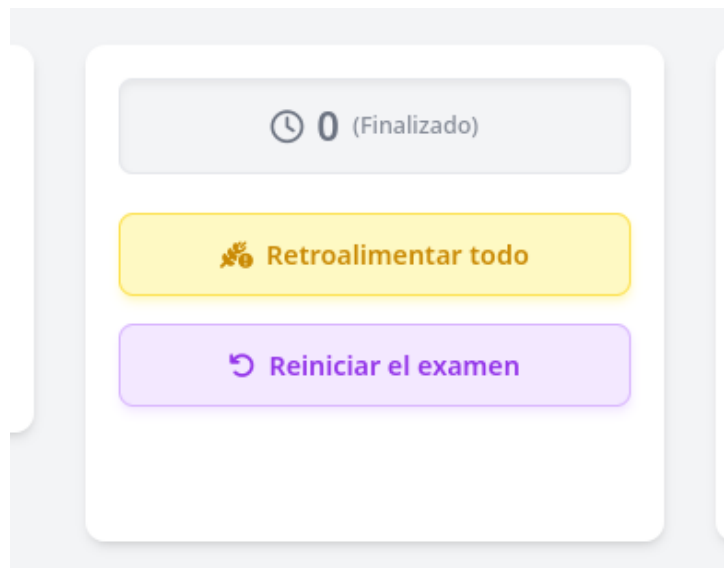 0 (Finalizado)
Retroalimentar todo
Reiniciar el examen